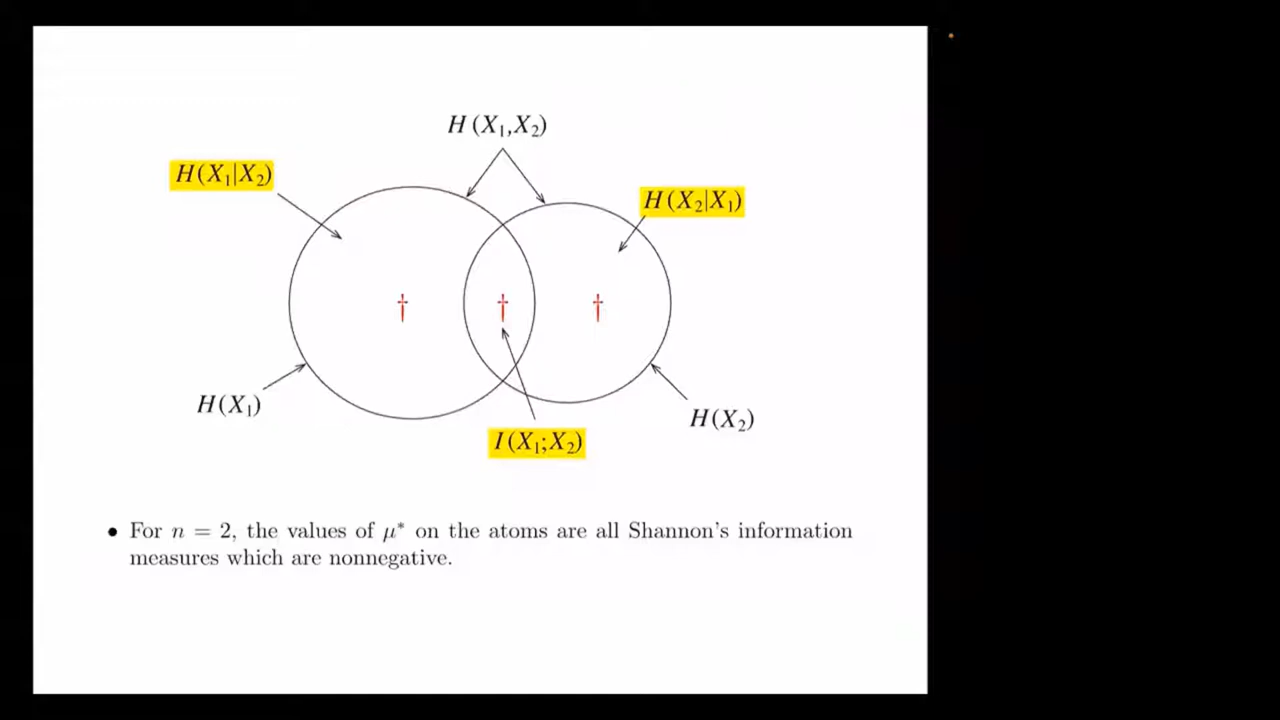 H(X₁,X₂)
H(X₁|X₂)
H(X₂|X₁)
† † †
H(X₁)
H(X₂)
I(X₁;X₂)
• For n = 2, the values of μ* on the atoms are all Shannon's information
measures which are nonnegative.